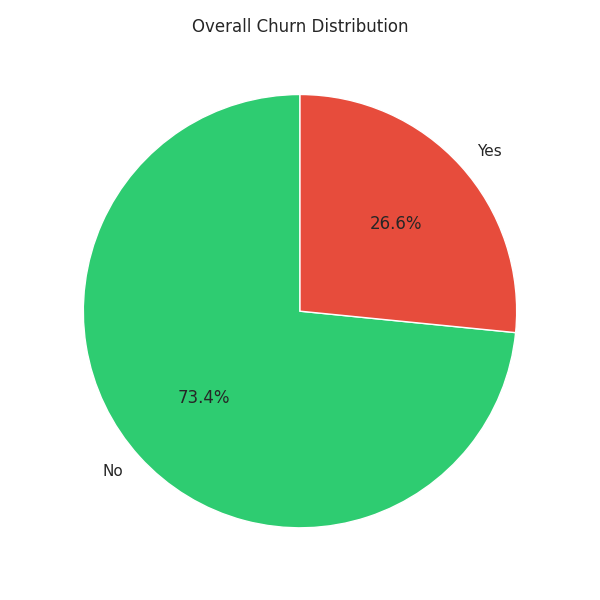 Overall Churn Distribution
Yes
26.6%
73.4%
No